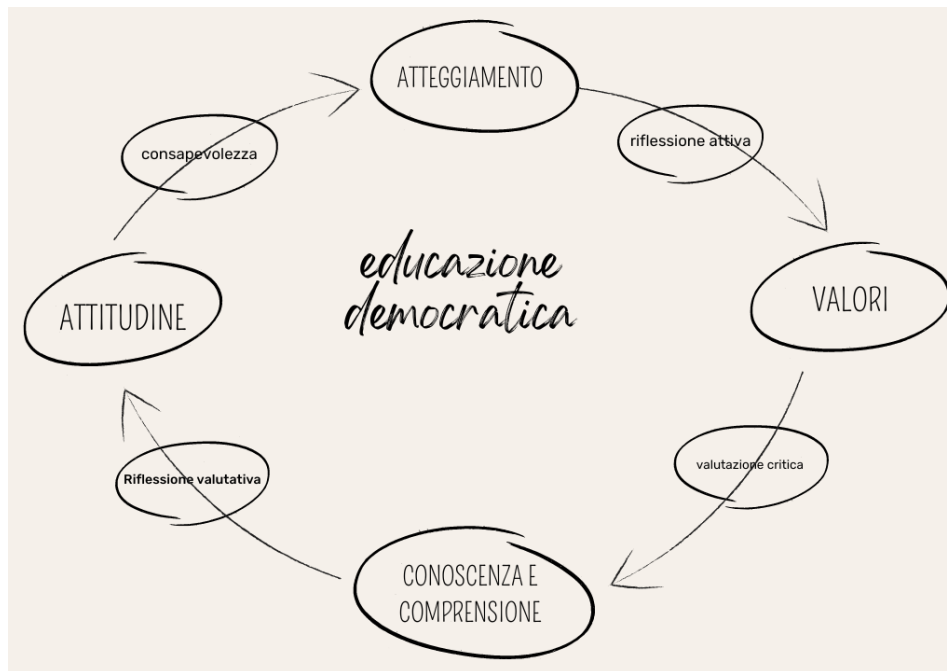 ATTEGGIAMENTO
consapevolezza
riflessione attiva
educazione
democratica
ATTITUDINE
VALORI
Riflessione valutativa
valutazione critica
CONOSCENZA E
COMPRENSIONE